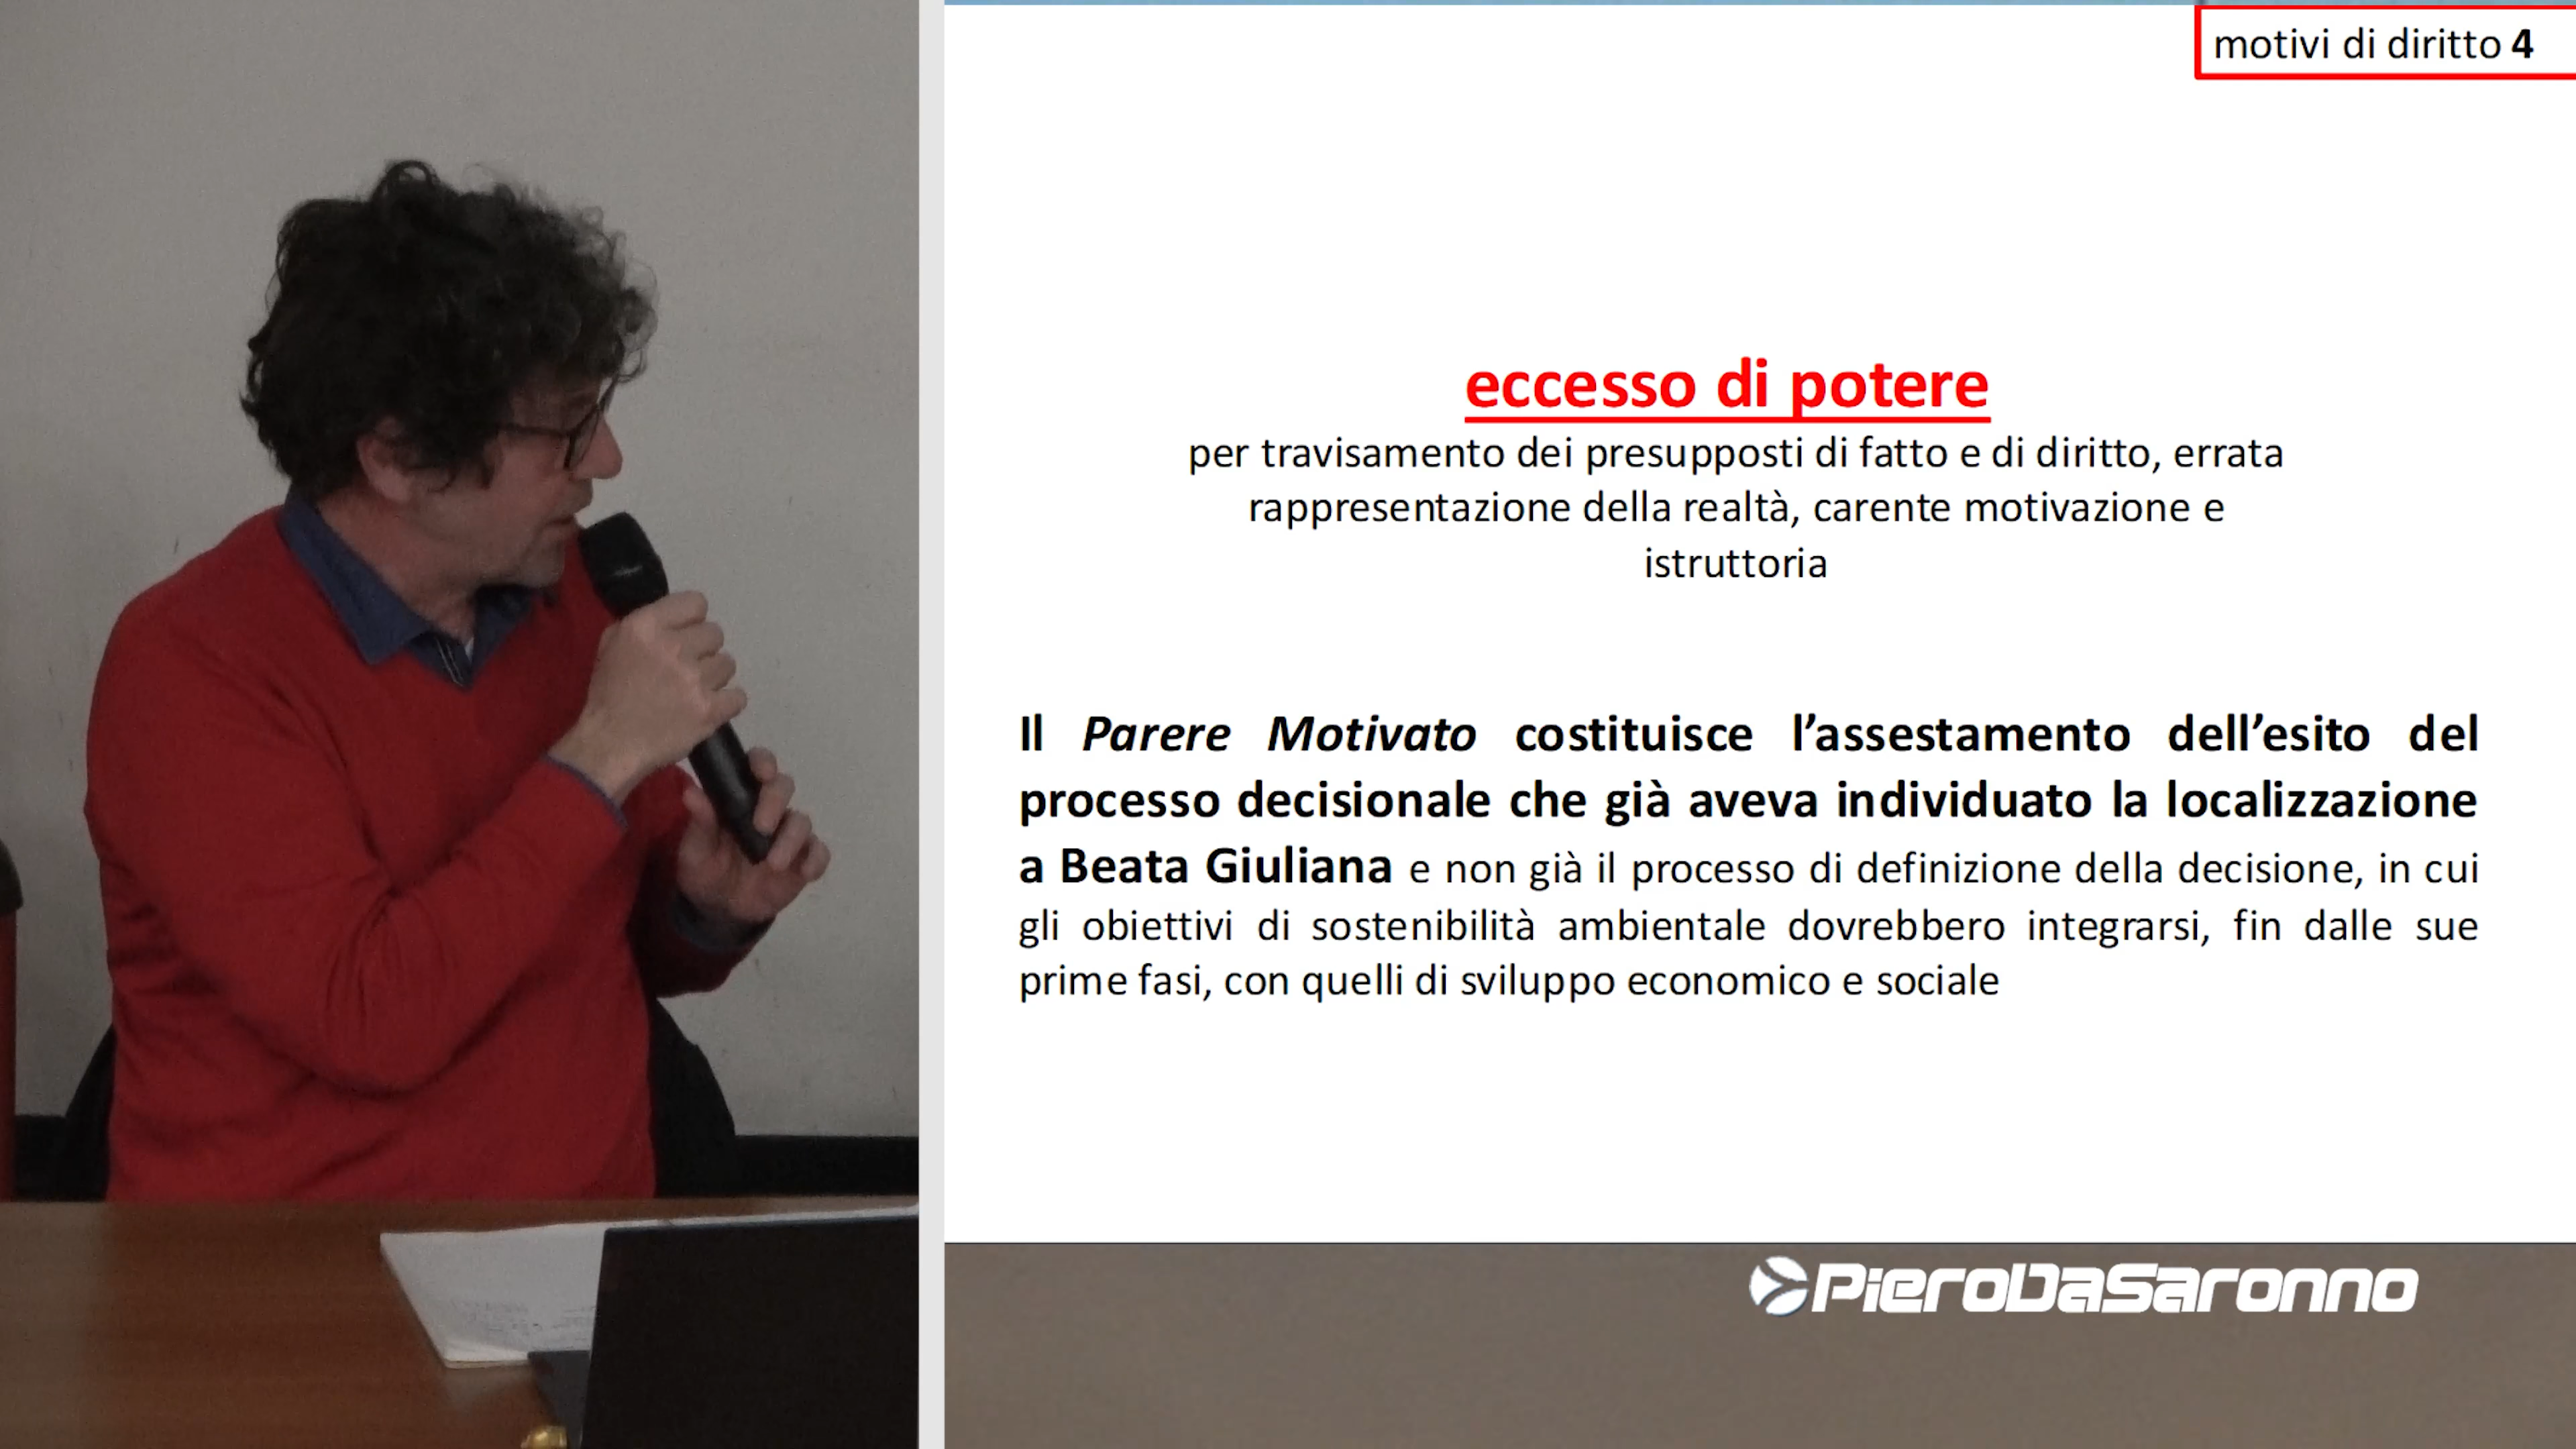 motivi di diritto 4
eccesso di potere
per travisamento dei presupposti di fatto e di diritto, errata
rappresentazione della realtà, carente motivazione e
istruttoria
Il Parere Motivato costituisce l’assestamento dell’esito del
processo decisionale che già aveva individuato la localizzazione
a Beata Giuliana e non già il processo di definizione della decisione, in cui
gli obiettivi di sostenibilità ambientale dovrebbero integrarsi, fin dalle sue
prime fasi, con quelli di sviluppo economico e sociale
PieroDaSaronno